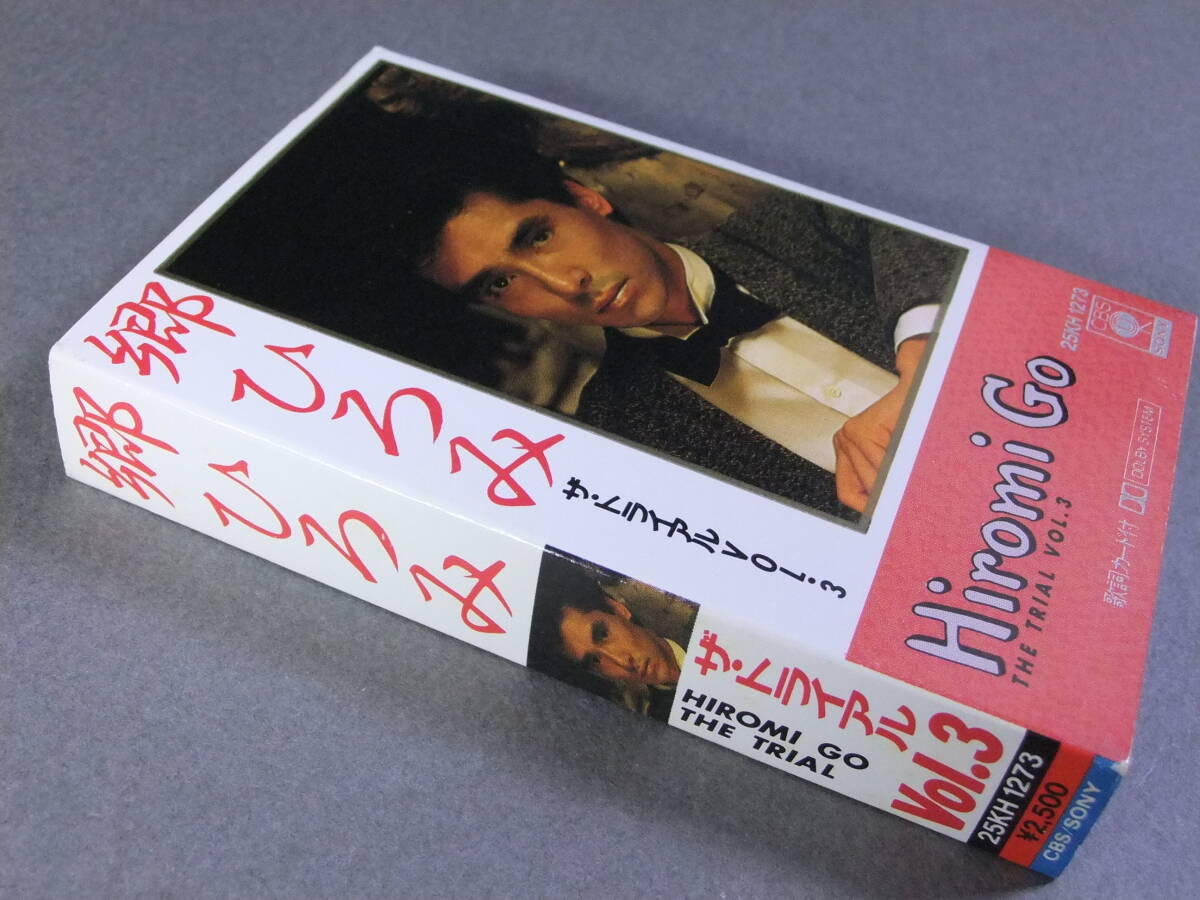 郷ひろみ
ザ・トライアルVOL.3
25KH 1273
CBS
SONY
Hiromi Go
THE TRIAL VOL.3
歌詞カード付
DOLBY SYSTEM
郷ひろみ
ザ・トライアル
HIROMI GO
THE TRIAL
Vol.3
25KH 1273
¥2,500
CBS/SONY